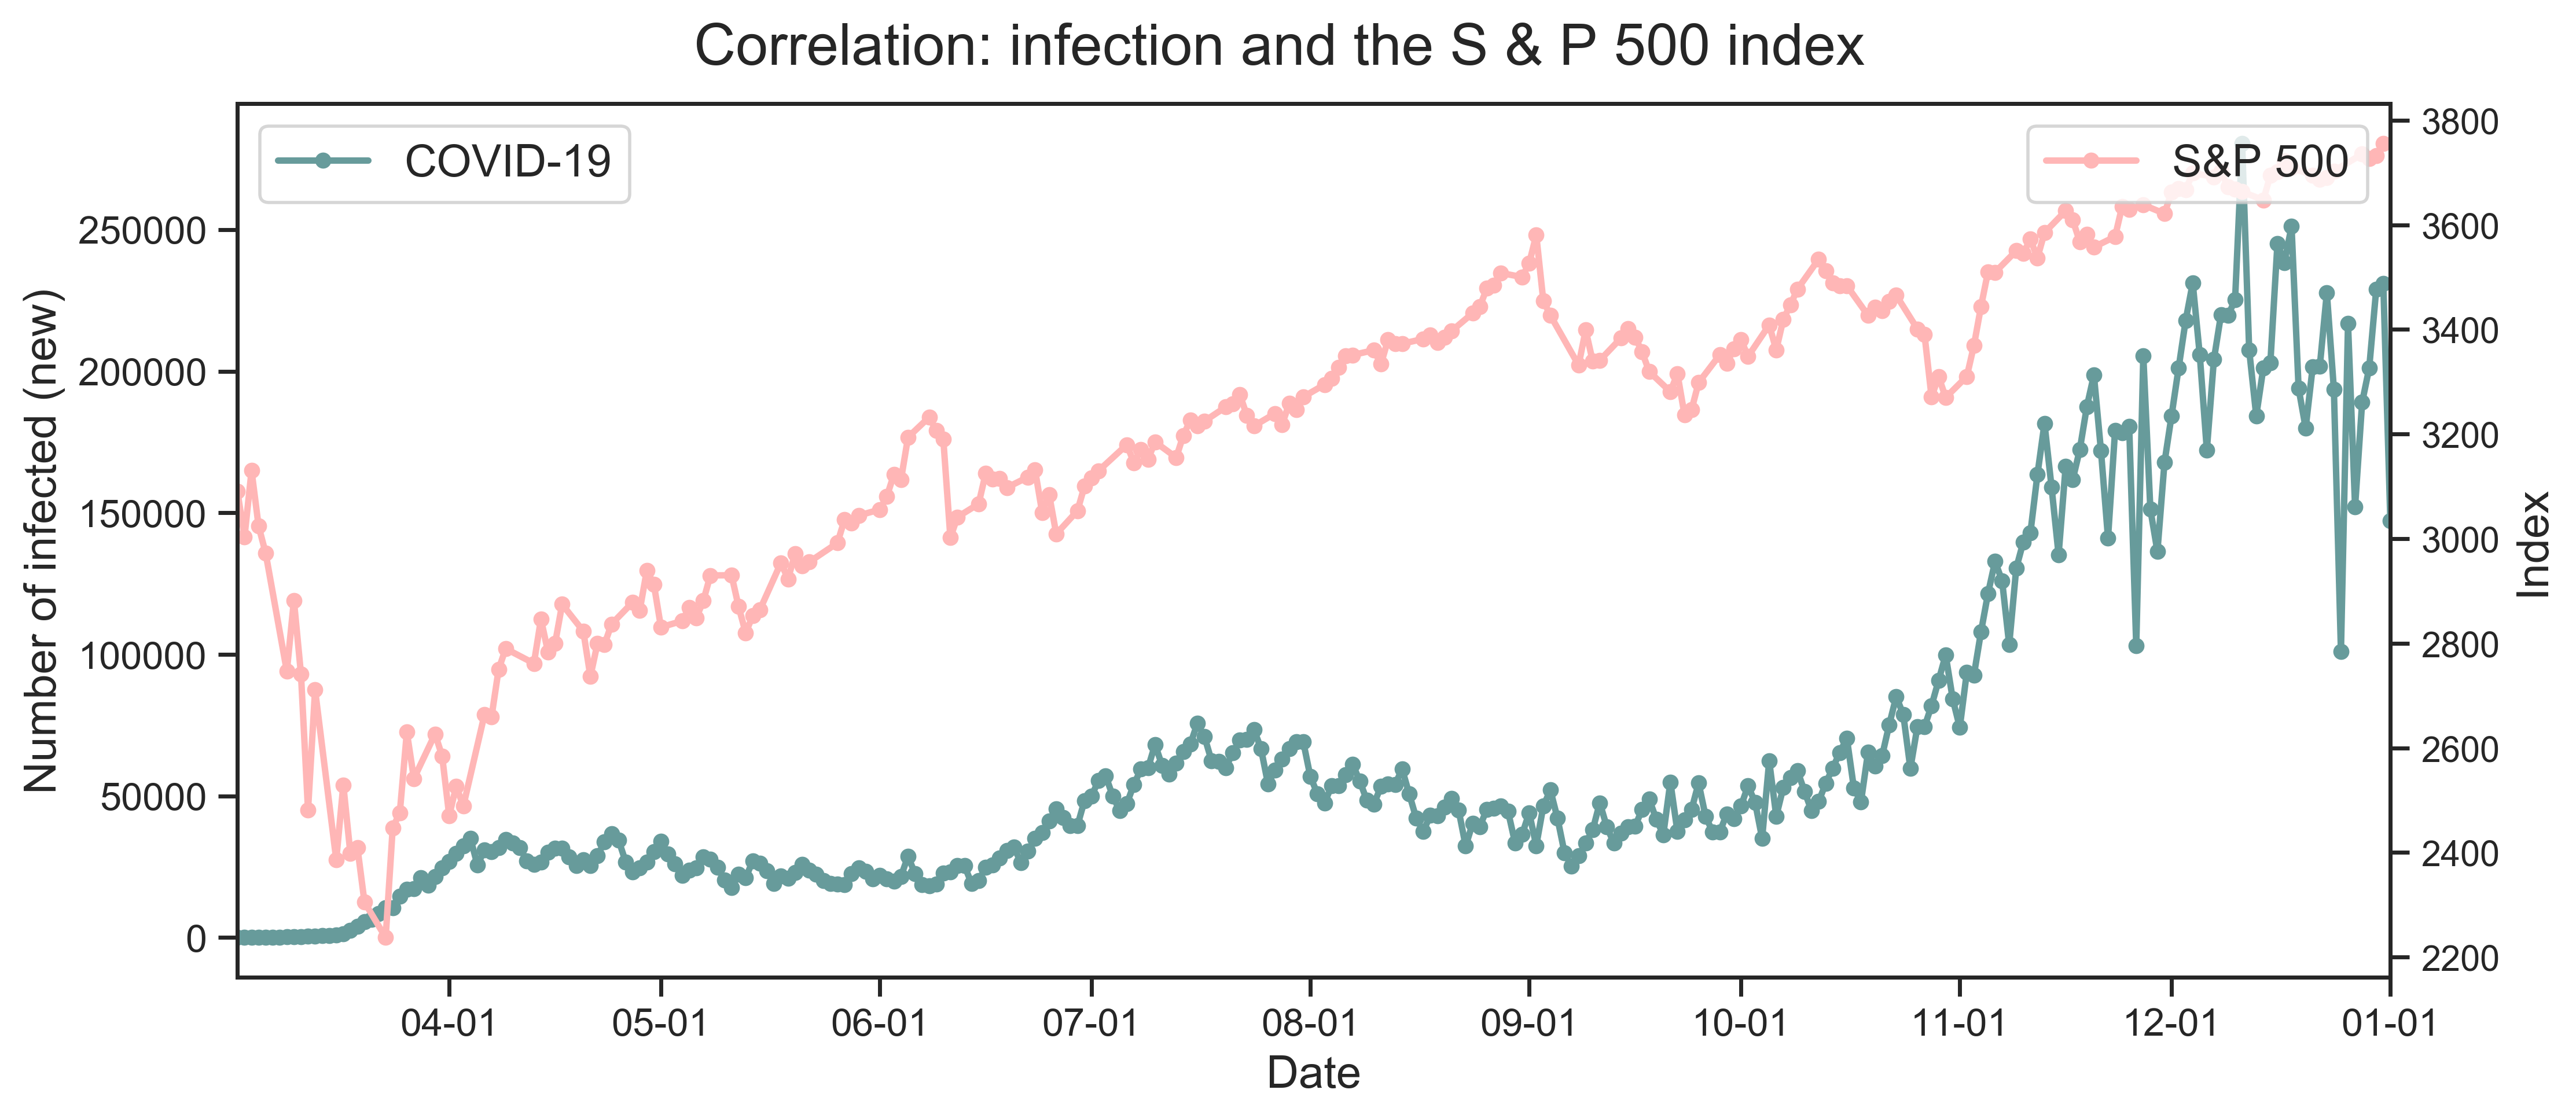 Correlation: infection and the S & P 500 index
COVID-19
S&P 500
Number of infected (new)
250000
200000
150000
100000
50000
0
3800
3600
3400
3200
3000
2800
2600
2400
2200
Index
04-01 05-01 06-01 07-01 08-01 09-01 10-01 11-01 12-01 01-01
Date